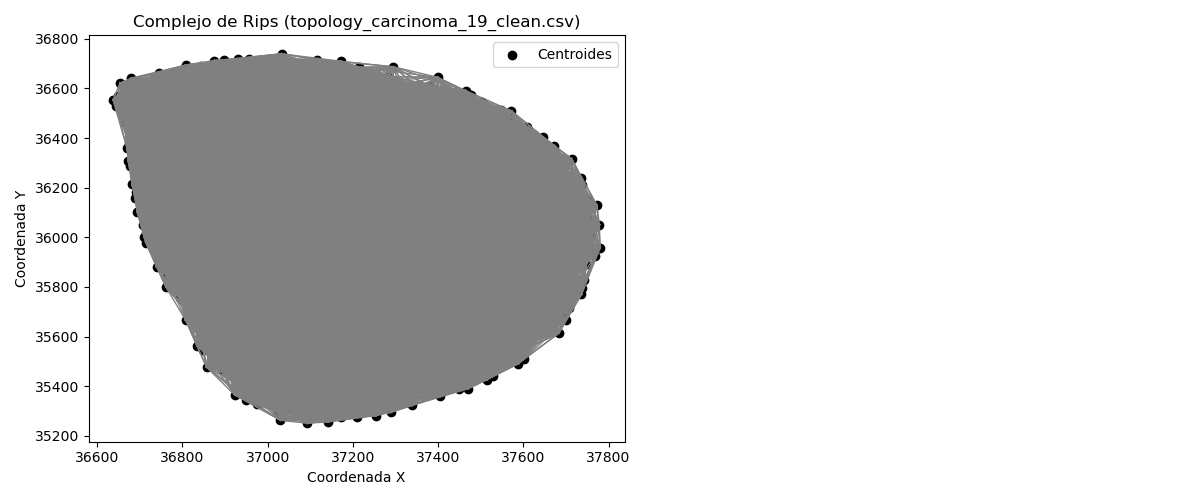 Complejo de Rips (topology_carcinoma_19_clean.csv)
Centroides
36800
36600
36400
36200
36000
35800
35600
35400
35200
Coordenada Y
36600 36800 37000 37200 37400 37600 37800
Coordenada X